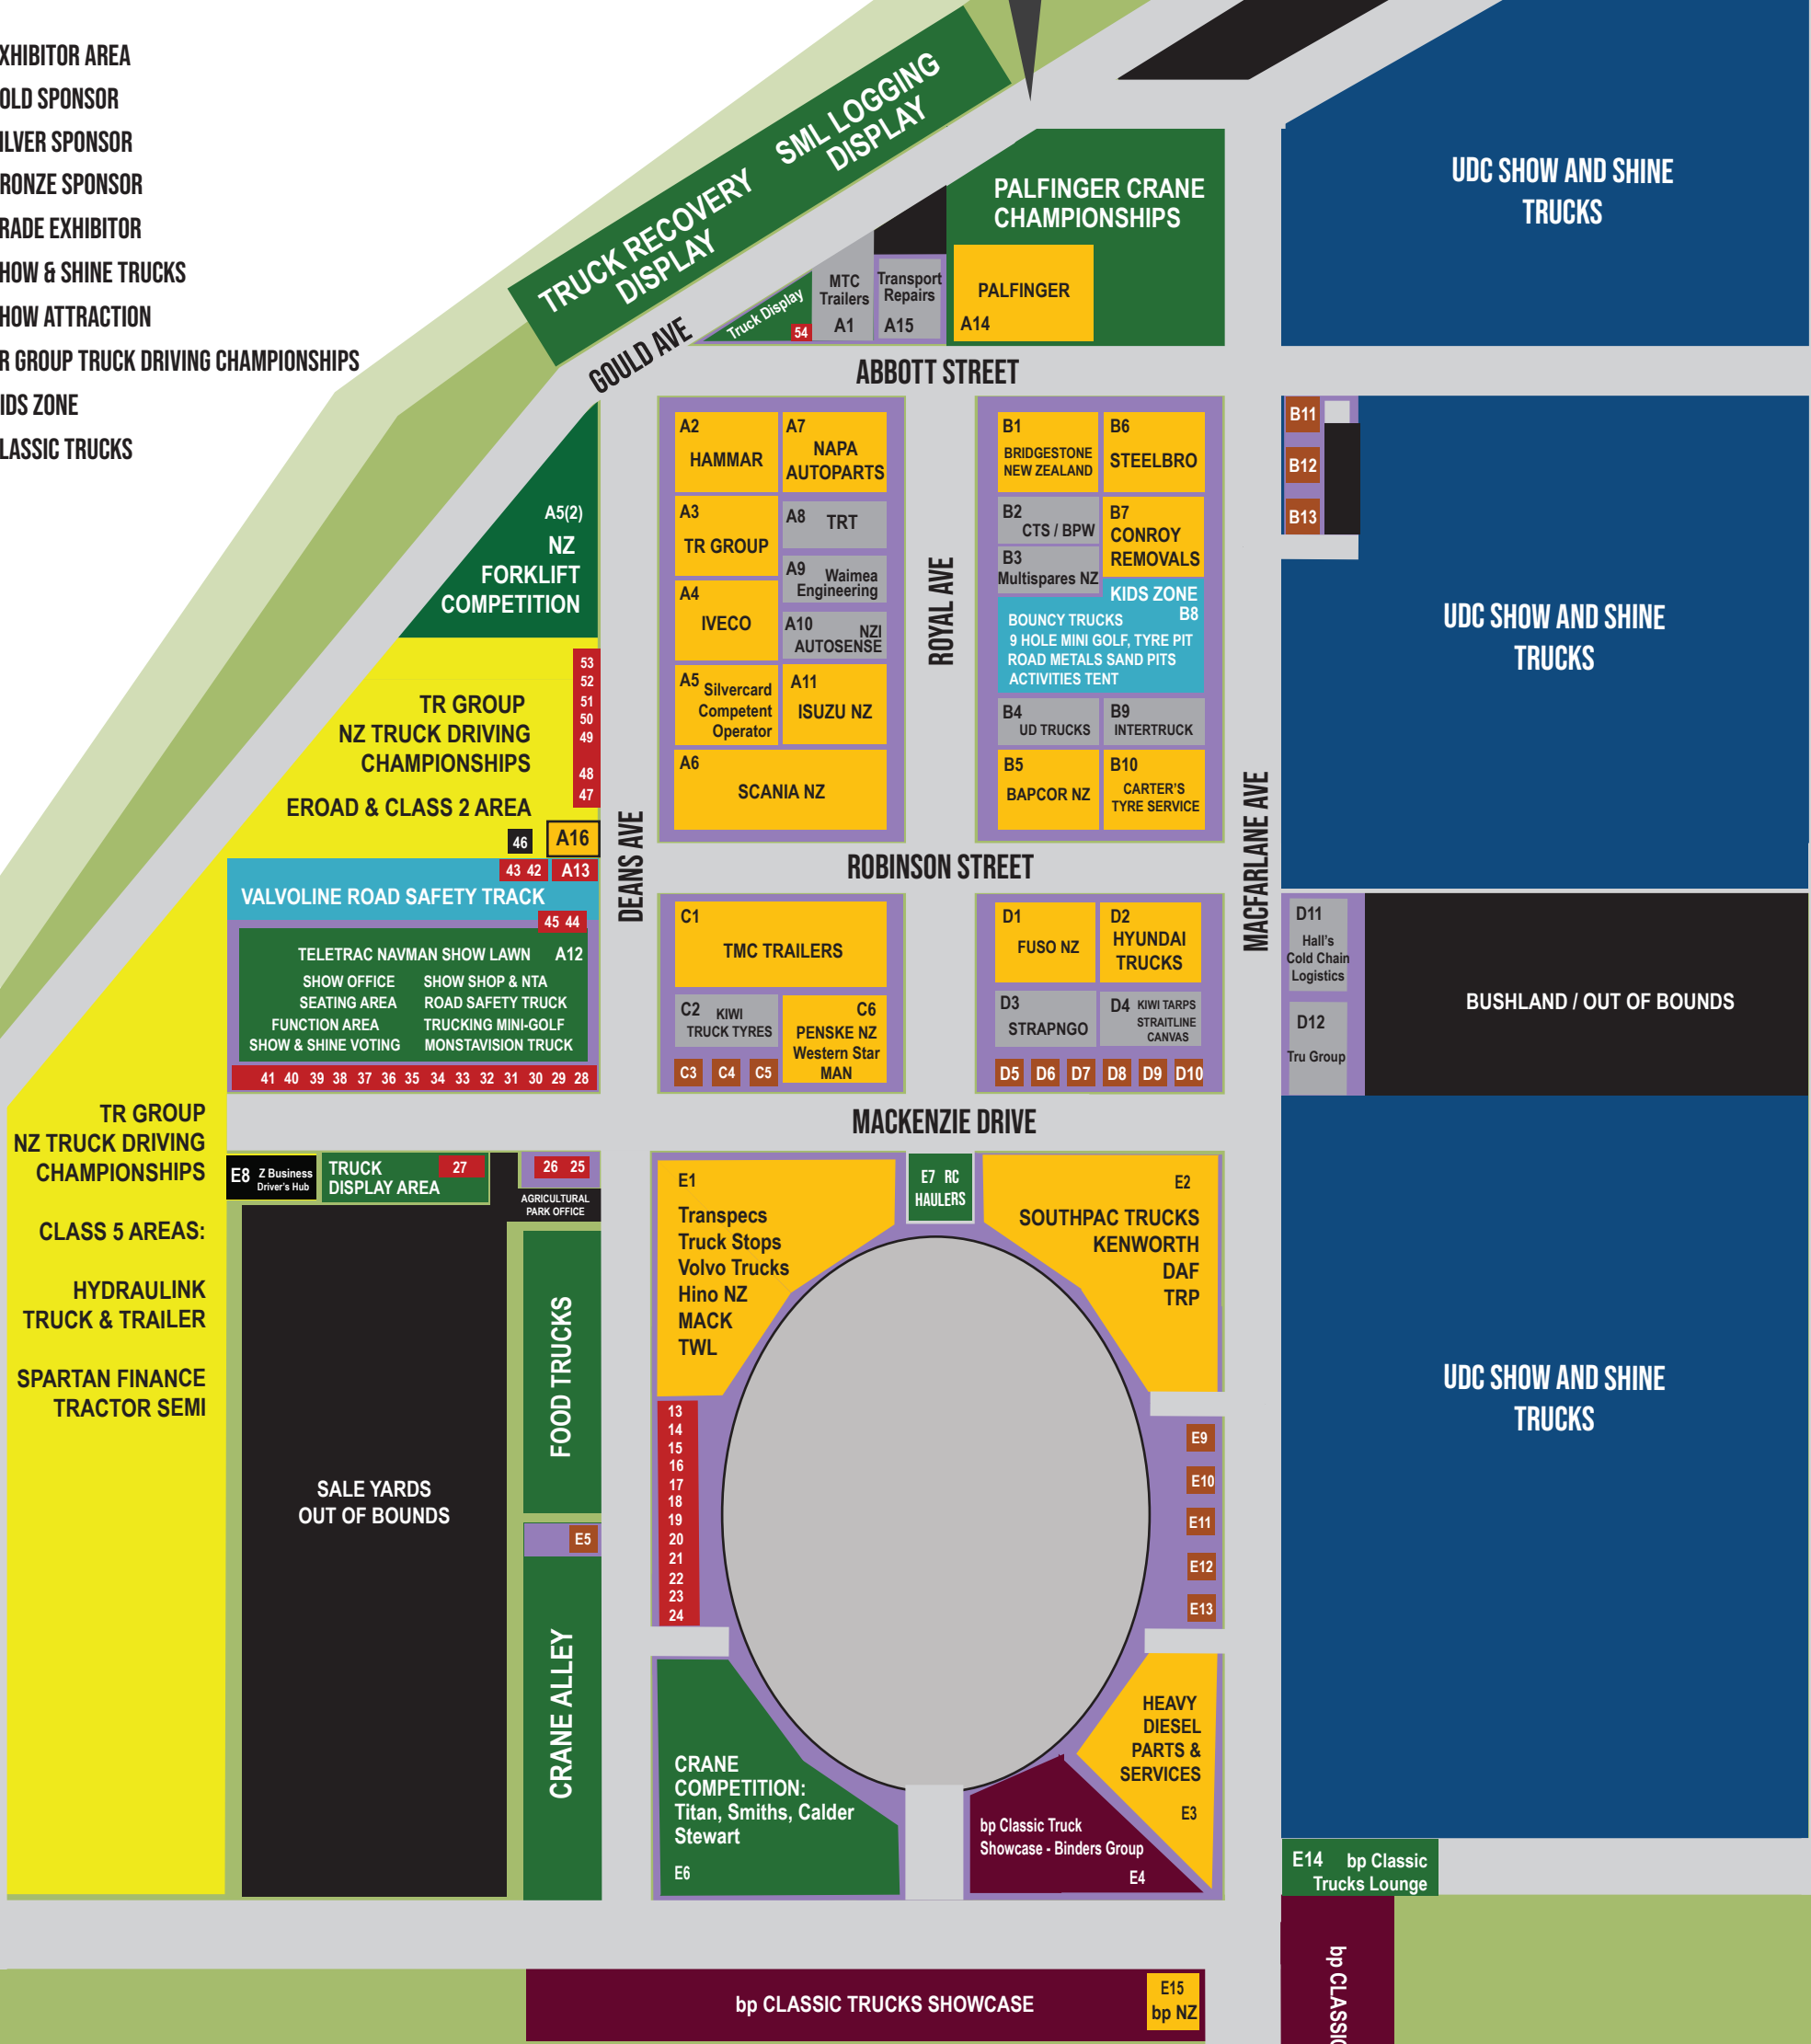 XHIBITOR AREA
OLD SPONSOR
ILVER SPONSOR
RONZE SPONSOR
RADE EXHIBITOR
HOW & SHINE TRUCKS
HOW ATTRACTION
R GROUP TRUCK DRIVING CHAMPIONSHIPS
IDS ZONE
LASSIC TRUCKS
TRUCK RECOVERY
DISPLAY
SML LOGGING
DISPLAY
PALFINGER CRANE
CHAMPIONSHIPS
PALFINGER
A14
Transport
Repairs
A15
MTC
Trailers
A1
Truck Display
54
UDC SHOW AND SHINE
TRUCKS
GOULD AVE
ABBOTT STREET
A5(2)
NZ
FORKLIFT
COMPETITION
A2
HAMMAR
A7
NAPA
AUTOPARTS
A3
TR GROUP
A8 TRT
A9 Waimea
Engineering
A4
IVECO
A10 NZI
AUTOSENSE
A5 Silvercard
Competent
Operator
A11
ISUZU NZ
A6
SCANIA NZ
ROYAL AVE
B1
BRIDGESTONE
NEW ZEALAND
B6
STEELBRO
B2
CTS / BPW
B7
CONROY
REMOVALS
B3
Multispares NZ
KIDS ZONE
B8
BOUNCY TRUCKS
9 HOLE MINI GOLF, TYRE PIT
ROAD METALS SAND PITS
ACTIVITIES TENT
B4
UD TRUCKS
B9
INTERTRUCK
B5
BAPCOR NZ
B10
CARTER'S
TYRE SERVICE
B11
B12
B13
UDC SHOW AND SHINE
TRUCKS
53
52
51
50
49
48
47
TR GROUP
NZ TRUCK DRIVING
CHAMPIONSHIPS
EROAD & CLASS 2 AREA
46
A16
43 42
A13
VALVOLINE ROAD SAFETY TRACK
45 44
TELETRAC NAVMAN SHOW LAWN A12
SHOW OFFICE SHOW SHOP & NTA
SEATING AREA ROAD SAFETY TRUCK
FUNCTION AREA TRUCKING MINI-GOLF
SHOW & SHINE VOTING MONSTAVISION TRUCK
41 40 39 38 37 36 35 34 33 32 31 30 29 28
DEANS AVE
ROBINSON STREET
MACFARLANE AVE
C1
TMC TRAILERS
C2 KIWI
TRUCK TYRES
C6
PENSKE NZ
Western Star
MAN
C3 C4 C5
D1
FUSO NZ
D2
HYUNDAI
TRUCKS
D3
STRAPNGO
D4 KIWI TARPS
STRAITLINE
CANVAS
D5 D6 D7 D8 D9 D10
D11
Hall's
Cold Chain
Logistics
D12
Tru Group
BUSHLAND / OUT OF BOUNDS
MACKENZIE DRIVE
TR GROUP
NZ TRUCK DRIVING
CHAMPIONSHIPS
CLASS 5 AREAS:
HYDRAULINK
TRUCK & TRAILER
SPARTAN FINANCE
TRACTOR SEMI
E8 Z Business
Driver's Hub
TRUCK
DISPLAY AREA
27
26 25
AGRICULTURAL
PARK OFFICE
SALE YARDS
OUT OF BOUNDS
FOOD TRUCKS
E5
CRANE ALLEY
E1
Transpecs
Truck Stops
Volvo Trucks
Hino NZ
MACK
TWL
E7 RC
HAULERS
E2
SOUTHPAC TRUCKS
KENWORTH
DAF
TRP
13
14
15
16
17
18
19
20
21
22
23
24
E9
E10
E11
E12
E13
UDC SHOW AND SHINE
TRUCKS
CRANE
COMPETITION:
Titan, Smiths, Calder
Stewart
E6
HEAVY
DIESEL
PARTS &
SERVICES
E3
bp Classic Truck
Showcase - Binders Group
E4
E14 bp Classic
Trucks Lounge
bp CLASSIC TRUCKS SHOWCASE
E15
bp NZ
bp CLASSIC